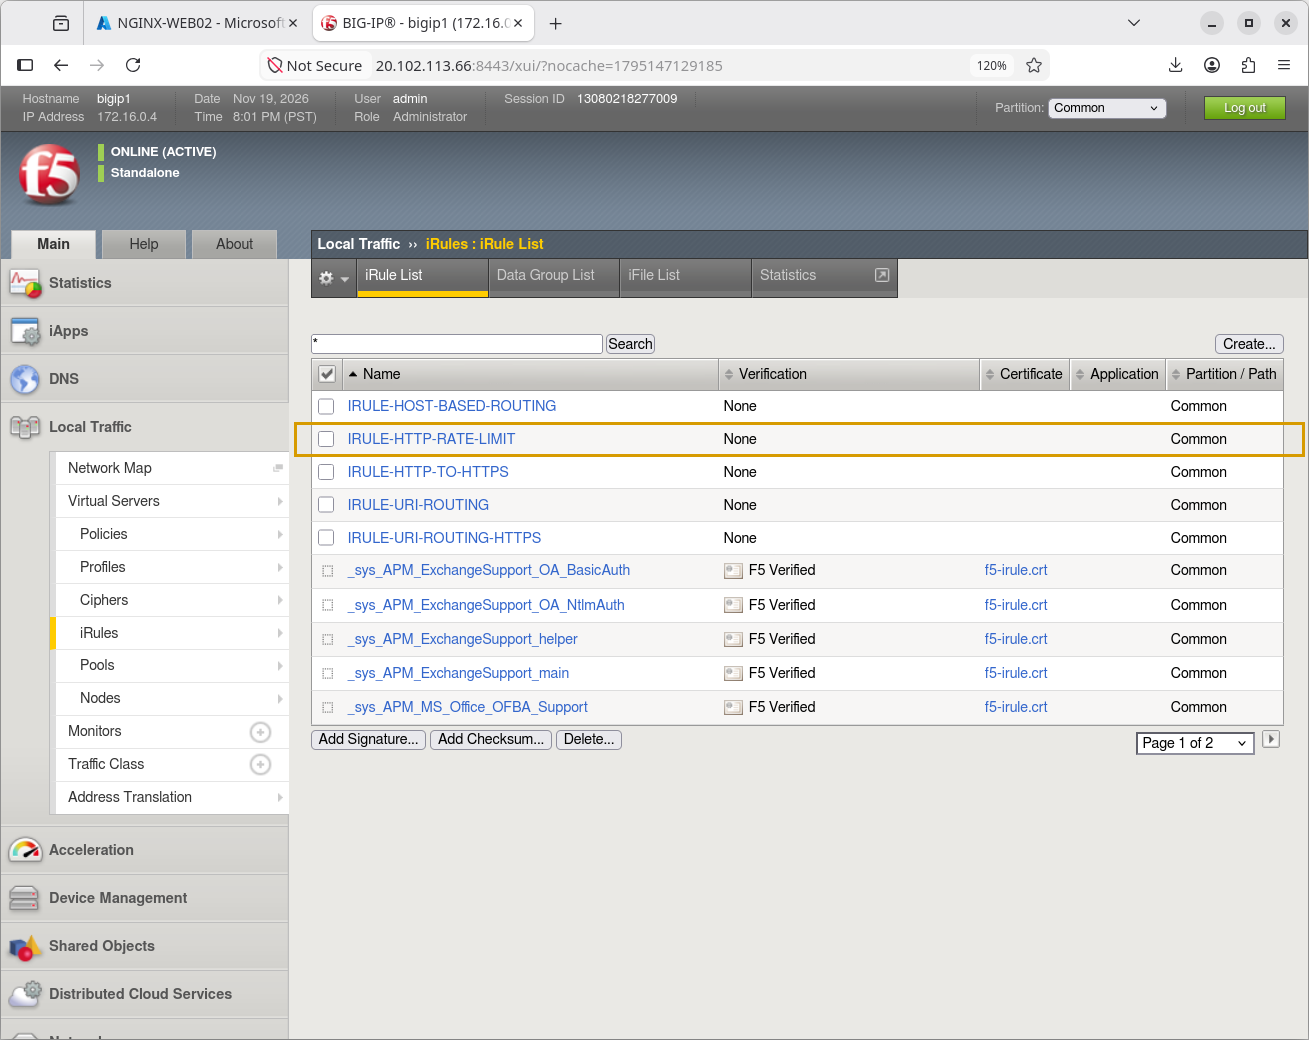 NGINX-WEB02 - Microsoft
BIG-IP® - bigip1 (172.16.0
Not Secure 20.102.113.66:8443/xui/?nocache=1795147129185 120%
Hostname bigip1 Date Nov 19, 2026 User admin Session ID 13080218277009
IP Address 172.16.0.4 Time 8:01 PM (PST) Role Administrator
Partition: Common Log out
f5
ONLINE (ACTIVE)
Standalone
Main Help About
Local Traffic ›› iRules : iRule List
iRule List Data Group List iFile List Statistics
Statistics
iApps
DNS
Local Traffic
Network Map
Virtual Servers
Policies
Profiles
Ciphers
iRules
Pools
Nodes
Monitors
Traffic Class
Address Translation
Acceleration
Device Management
Shared Objects
Distributed Cloud Services
* Search Create...
Name Verification Certificate Application Partition / Path
IRULE-HOST-BASED-ROUTING None Common
IRULE-HTTP-RATE-LIMIT None Common
IRULE-HTTP-TO-HTTPS None Common
IRULE-URI-ROUTING None Common
IRULE-URI-ROUTING-HTTPS None Common
_sys_APM_ExchangeSupport_OA_BasicAuth F5 Verified f5-irule.crt Common
_sys_APM_ExchangeSupport_OA_NtlmAuth F5 Verified f5-irule.crt Common
_sys_APM_ExchangeSupport_helper F5 Verified f5-irule.crt Common
_sys_APM_ExchangeSupport_main F5 Verified f5-irule.crt Common
_sys_APM_MS_Office_OFBA_Support F5 Verified f5-irule.crt Common
Add Signature... Add Checksum... Delete...
Page 1 of 2